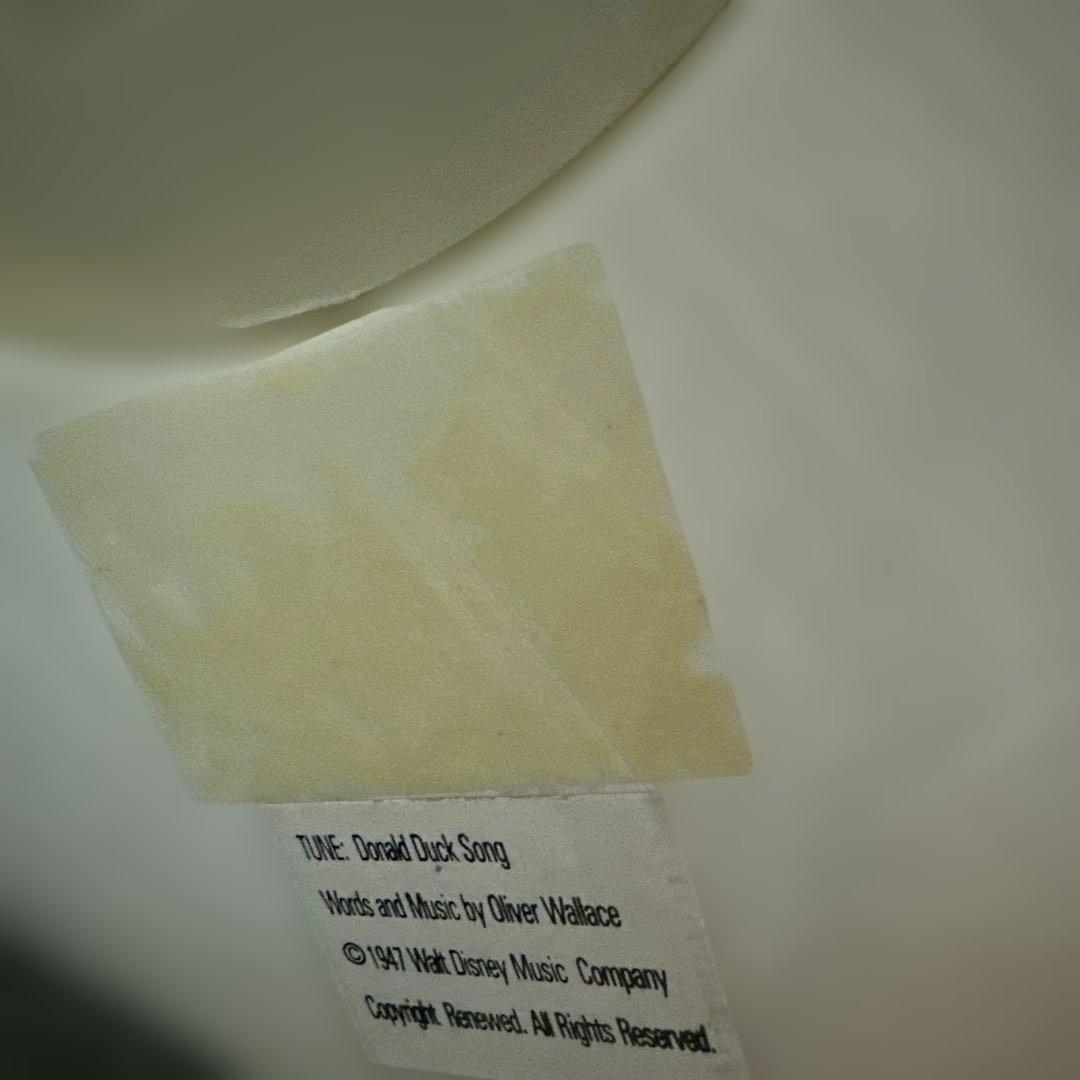 TUNE: Donald Duck Song
Words and Music by Oliver Wallace
© 1947 Walt Disney Music Company
Copyright Renewed. All Rights Reserved.